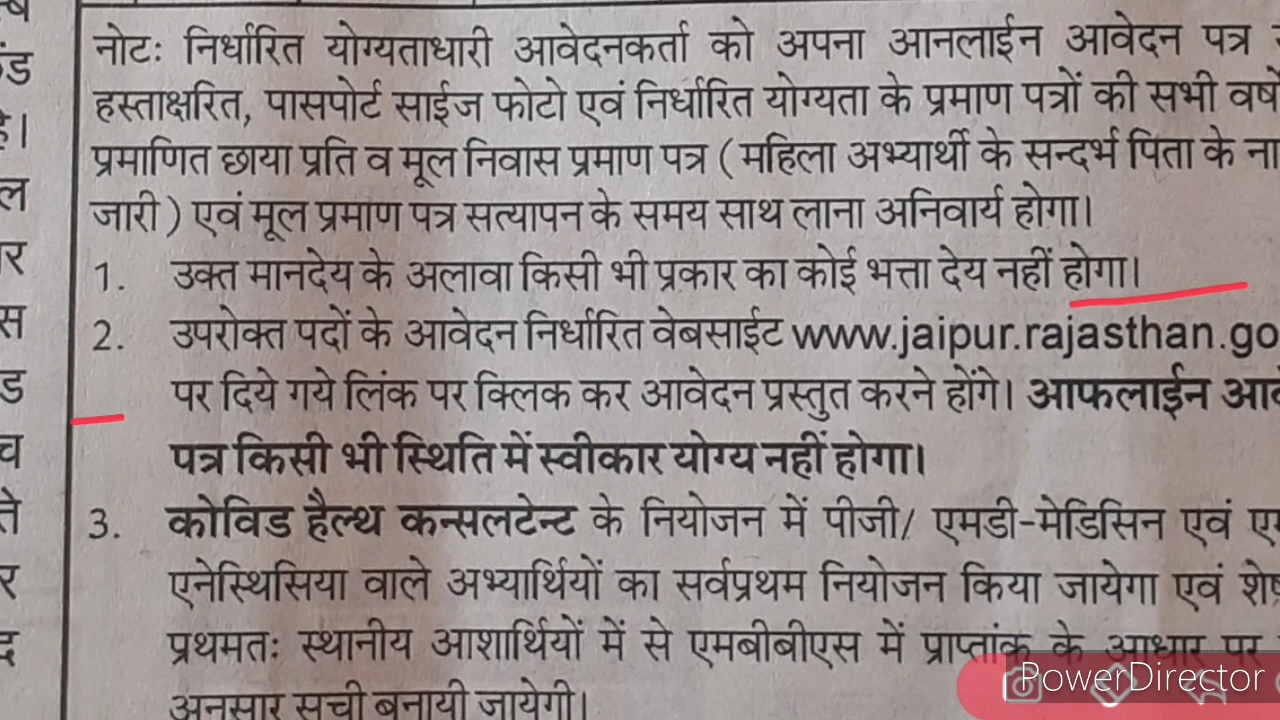 नोटः निर्धारित योग्यताधारी आवेदनकर्ता को अपना आनलाईन आवेदन पत्र
हस्ताक्षरित, पासपोर्ट साईज फोटो एवं निर्धारित योग्यता के प्रमाण पत्रों की सभी
प्रमाणित छाया प्रति व मूल निवास प्रमाण पत्र ( महिला अभ्यार्थी के सन्दर्भ पिता के
जारी ) एवं मूल प्रमाण पत्र सत्यापन के समय साथ लाना अनिवार्य होगा।
1. उक्त मानदेय के अलावा किसी भी प्रकार का कोई भत्ता देय नहीं होगा।
2. उपरोक्त पदों के आवेदन निर्धारित वेबसाईट www.jaipur.rajasthan.go
पर दिये गये लिंक पर क्लिक कर आवेदन प्रस्तुत करने होंगे। आफलाईन
पत्र किसी भी स्थिति में स्वीकार योग्य नहीं होगा।
3. कोविड हैल्थ कन्सलटेन्ट के नियोजन में पीजी/ एमडी-मेडिसिन एवं
एनेस्थिसिया वाले अभ्यार्थियों का सर्वप्रथम नियोजन किया जायेगा एवं
प्रथमतः स्थानीय आशार्थियों में से एमबीबीएस में प्राप्तांक के आधार पर
अनुसार सूची बनायी जायेगी।
PowerDirector